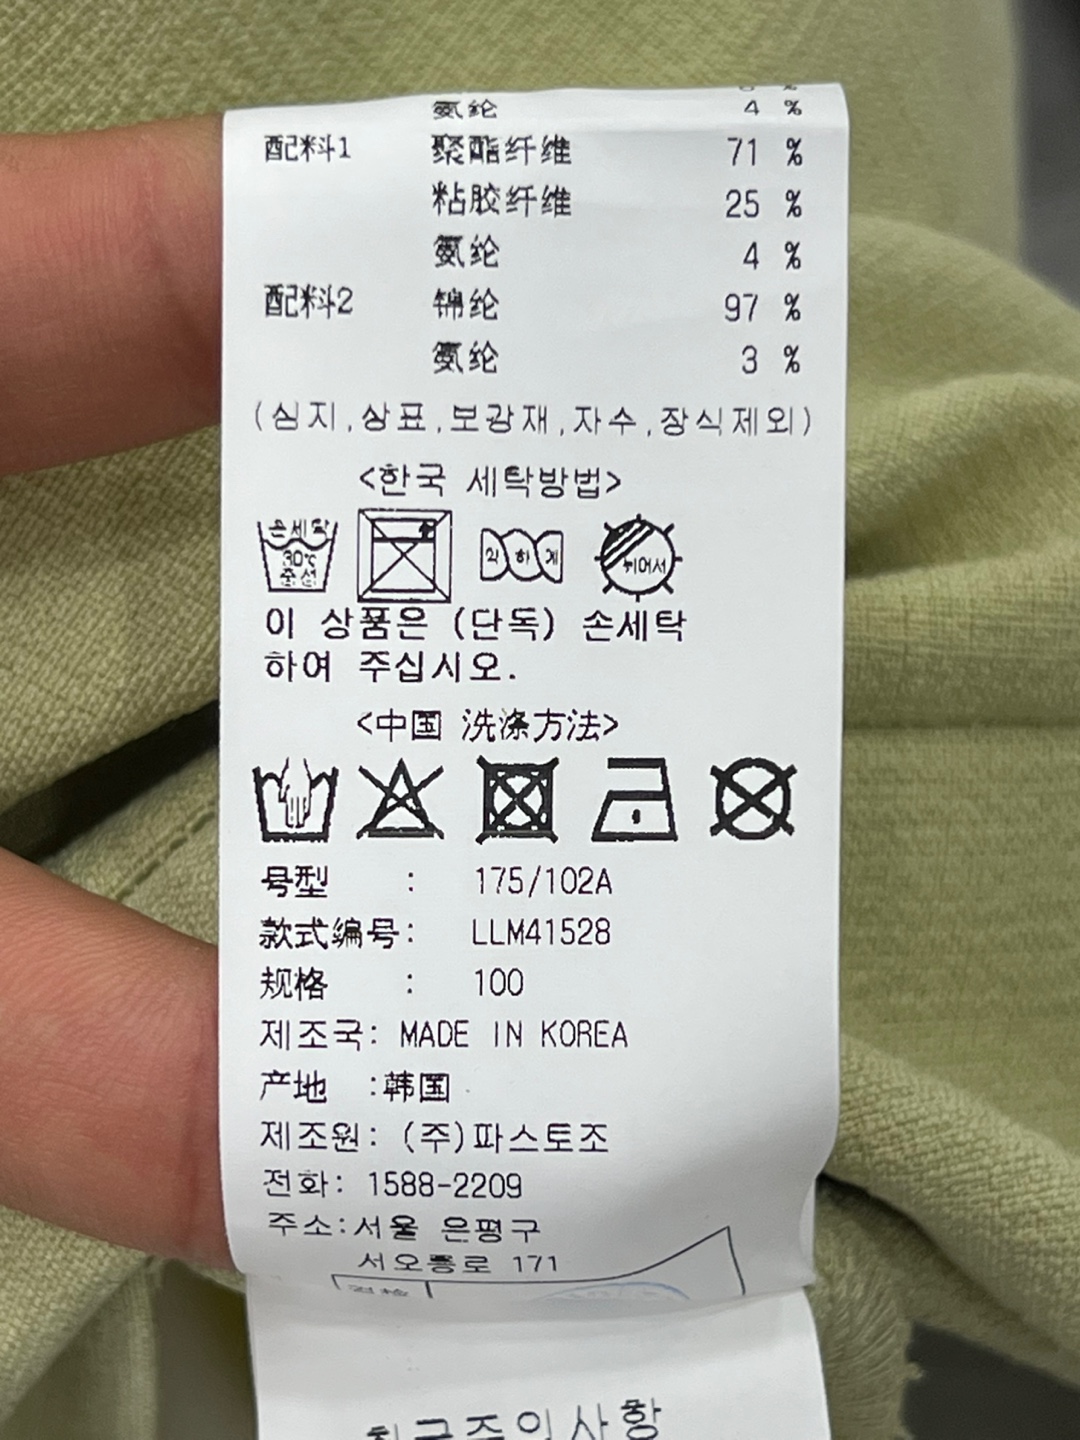 氨纶 4 %
配料1 聚酯纤维 71 %
粘胶纤维 25 %
氨纶 4 %
配料2 锦纶 97 %
氨纶 3 %
(심지,상표,보강재,자수,장식제외)
<한국 세탁방법>
손세탁 30℃ 중성 약하게 뉘어서
이 상품은 (단독) 손세탁
하여 주십시오.
<中国 洗涤方法>
号型 : 175/102A
款式编号: LLM41528
规格 : 100
제조국: MADE IN KOREA
产地 :韩国
제조원: (주)파스토조
전화: 1588-2209
주소:서울 은평구
서오릉로 171
취급주의사항